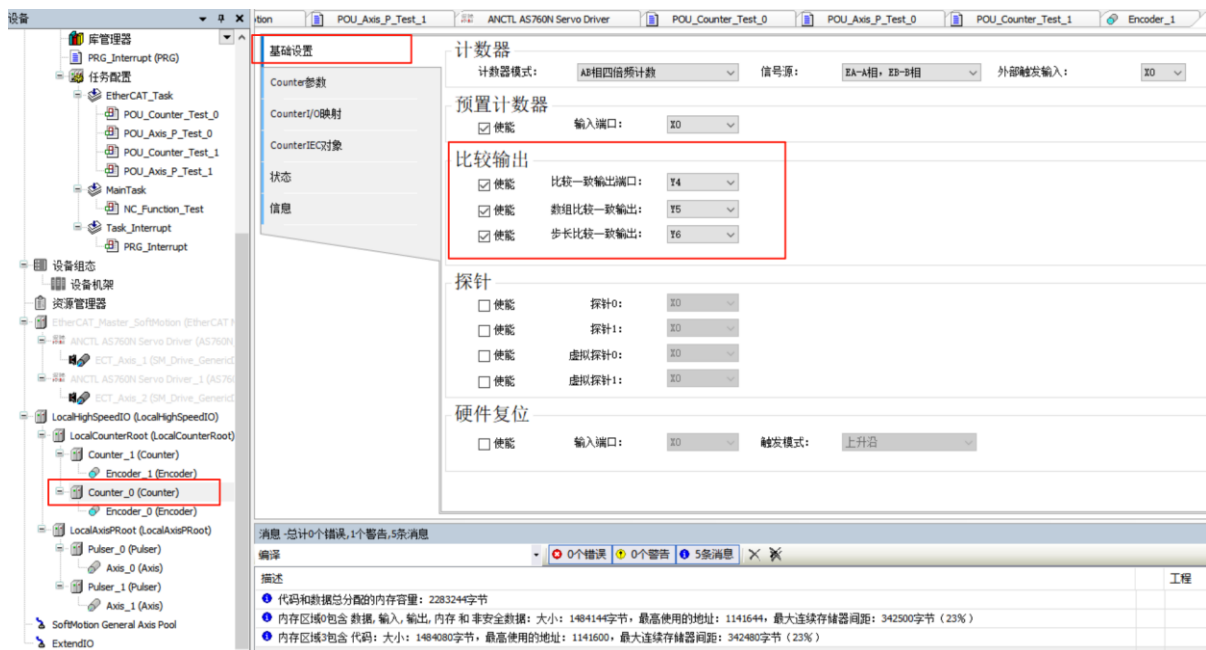 设备
tion
POU_Axis_P_Test_1
ANCTL AS760N Servo Driver
POU_Counter_Test_0
POU_Axis_P_Test_0
POU_Counter_Test_1
Encoder_1
库管理器
PRG_Interrupt (PRG)
任务配置
EtherCAT_Task
POU_Counter_Test_0
POU_Axis_P_Test_0
POU_Counter_Test_1
POU_Axis_P_Test_1
MainTask
NC_Function_Test
Task_Interrupt
PRG_Interrupt
设备组态
设备机架
资源管理器
EtherCAT_Master_SoftMotion (EtherCAT M
ANCTL AS760N Servo Driver (AS760N
ECT_Axis_1 (SM_Drive_Generic
ANCTL AS760N Servo Driver_1 (AS76
ECT_Axis_2 (SM_Drive_Generic
LocalHighSpeedIO (LocalHighSpeedIO)
LocalCounterRoot (LocalCounterRoot)
Counter_1 (Counter)
Encoder_1 (Encoder)
Counter_0 (Counter)
Encoder_0 (Encoder)
LocalAxisPRoot (LocalAxisPRoot)
Pulser_0 (Pulser)
Axis_0 (Axis)
Pulser_1 (Pulser)
Axis_1 (Axis)
SoftMotion General Axis Pool
ExtendIO
基础设置
Counter参数
CounterI/O映射
CounterIEC对象
状态
信息
计数器
计数器模式: AB相四倍频计数 信号源: EA-A相，EB-B相 外部触发输入: X0
预置计数器
使能 输入端口: X0
比较输出
使能 比较一致输出端口: Y4
使能 数组比较一致输出: Y5
使能 步长比较一致输出: Y6
探针
使能 探针0: X0
使能 探针1: X0
使能 虚拟探针0: X0
使能 虚拟探针1: X0
硬件复位
使能 输入端口: X0 触发模式: 上升沿
消息 -总计0个错误,1个警告,5条消息
编译 0个错误 0个警告 5条消息
描述 工程
代码和数据总分配的内存容量：2283244字节
内存区域0包含 数据, 输入, 输出, 内存 和 非安全数据：大小：1484144字节，最高使用的地址：1141644，最大连续存储器间距：342500字节（23%）
内存区域3包含 代码：大小：1484080字节，最高使用的地址：1141600，最大连续存储器间距：342480字节（23%）